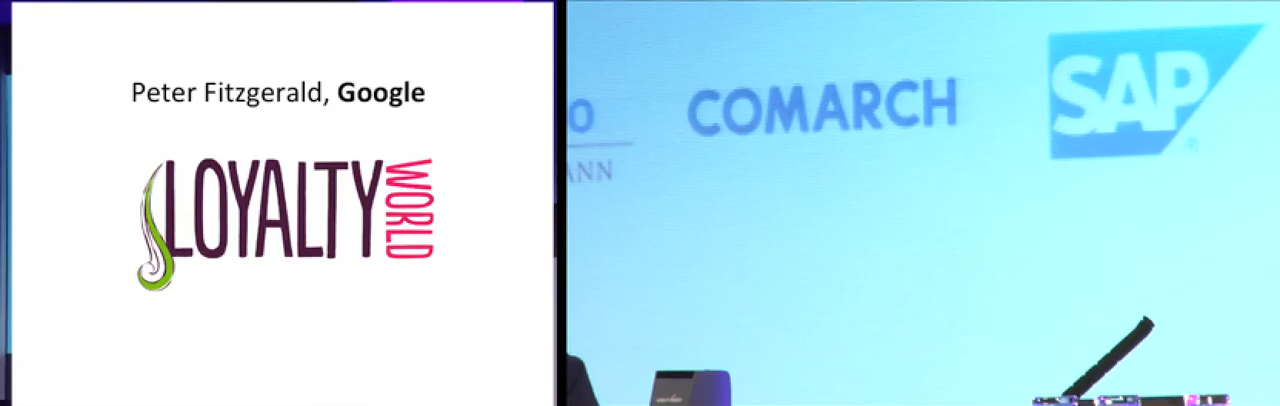 Peter Fitzgerald, Google
LOYALTY
WORLD
COMARCH
SAP
®